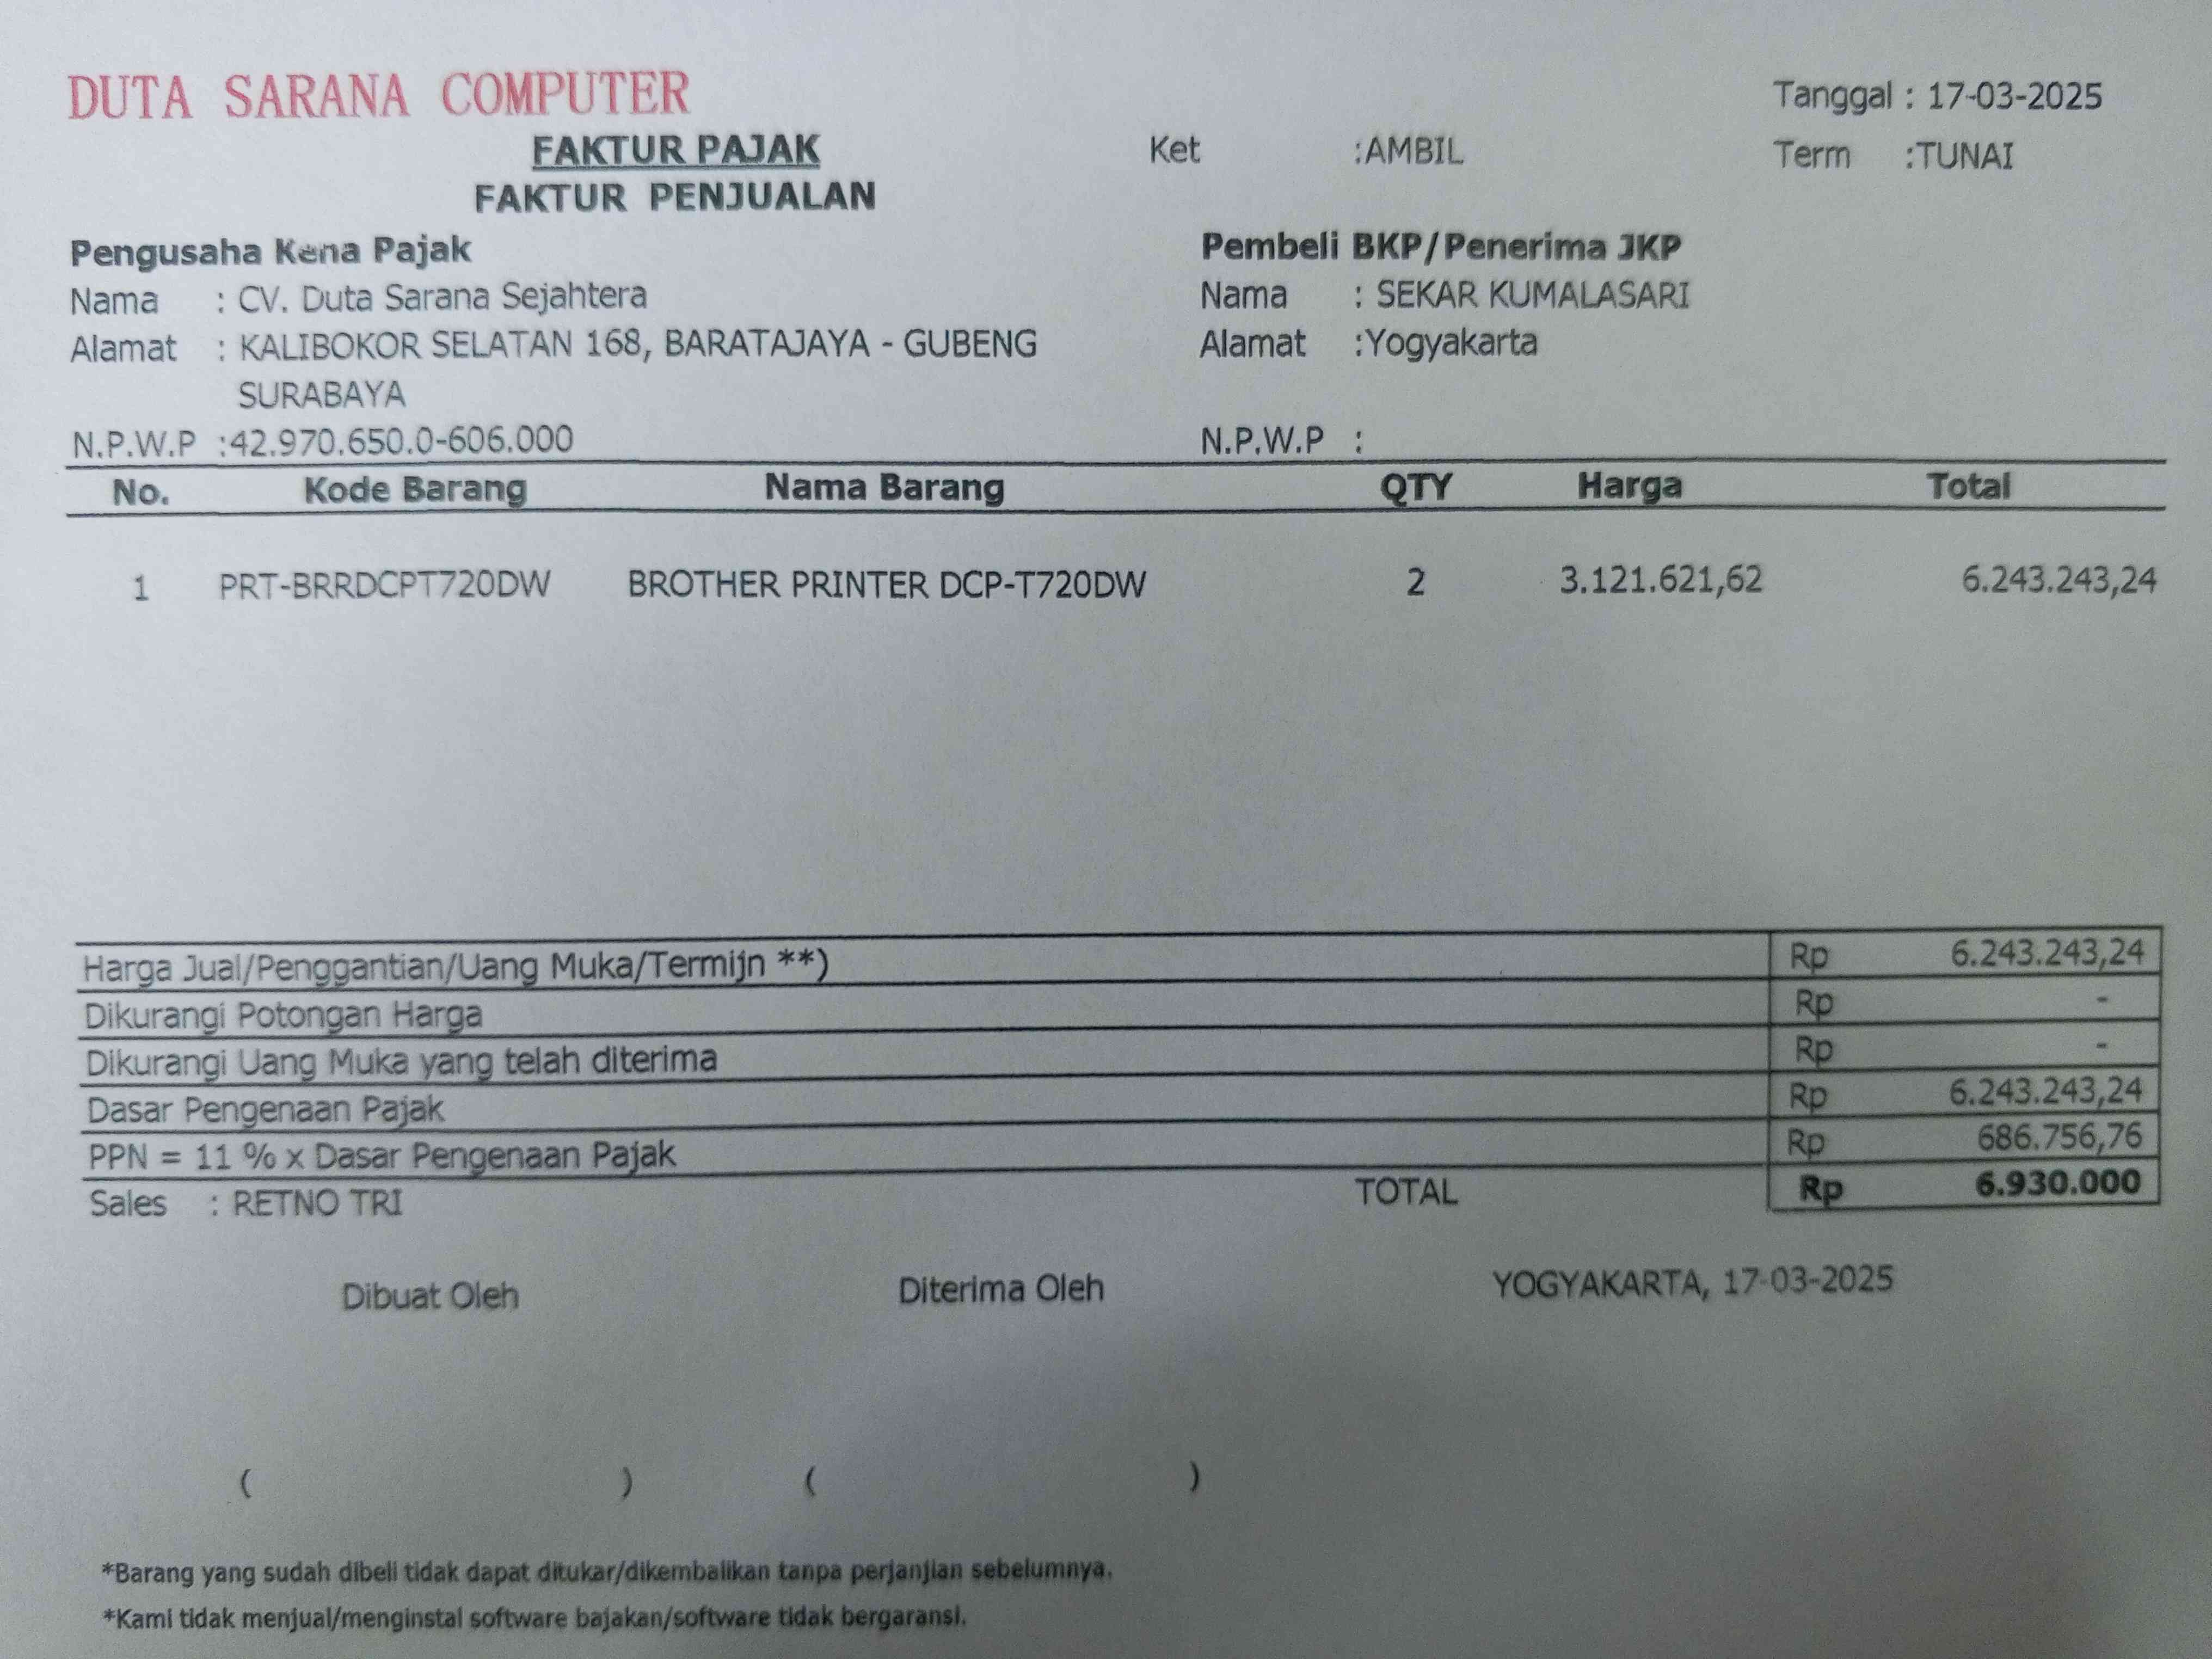 DUTA SARANA COMPUTER
FAKTUR PAJAK
FAKTUR PENJUALAN
Ket :AMBIL
Tanggal : 17-03-2025
Term :TUNAI
Pengusaha Kena Pajak
Nama : CV. Duta Sarana Sejahtera
Alamat : KALIBOKOR SELATAN 168, BARATAJAYA - GUBENG
SURABAYA
N.P.W.P :42.970.650.0-606.000
Pembeli BKP/Penerima JKP
Nama : SEKAR KUMALASARI
Alamat :Yogyakarta
N.P.W.P :
No. Kode Barang Nama Barang QTY Harga Total
1 PRT-BRRDCPT720DW BROTHER PRINTER DCP-T720DW 2 3.121.621,62 6.243.243,24
Harga Jual/Penggantian/Uang Muka/Termijn **) Rp 6.243.243,24
Dikurangi Potongan Harga Rp -
Dikurangi Uang Muka yang telah diterima Rp -
Dasar Pengenaan Pajak Rp 6.243.243,24
PPN = 11 % x Dasar Pengenaan Pajak Rp 686.756,76
Sales : RETNO TRI TOTAL Rp 6.930.000
Dibuat Oleh Diterima Oleh YOGYAKARTA, 17-03-2025
( ) ( )
*Barang yang sudah dibeli tidak dapat ditukar/dikembalikan tanpa perjanjian sebelumnya.
*Kami tidak menjual/menginstal software bajakan/software tidak bergaransi.